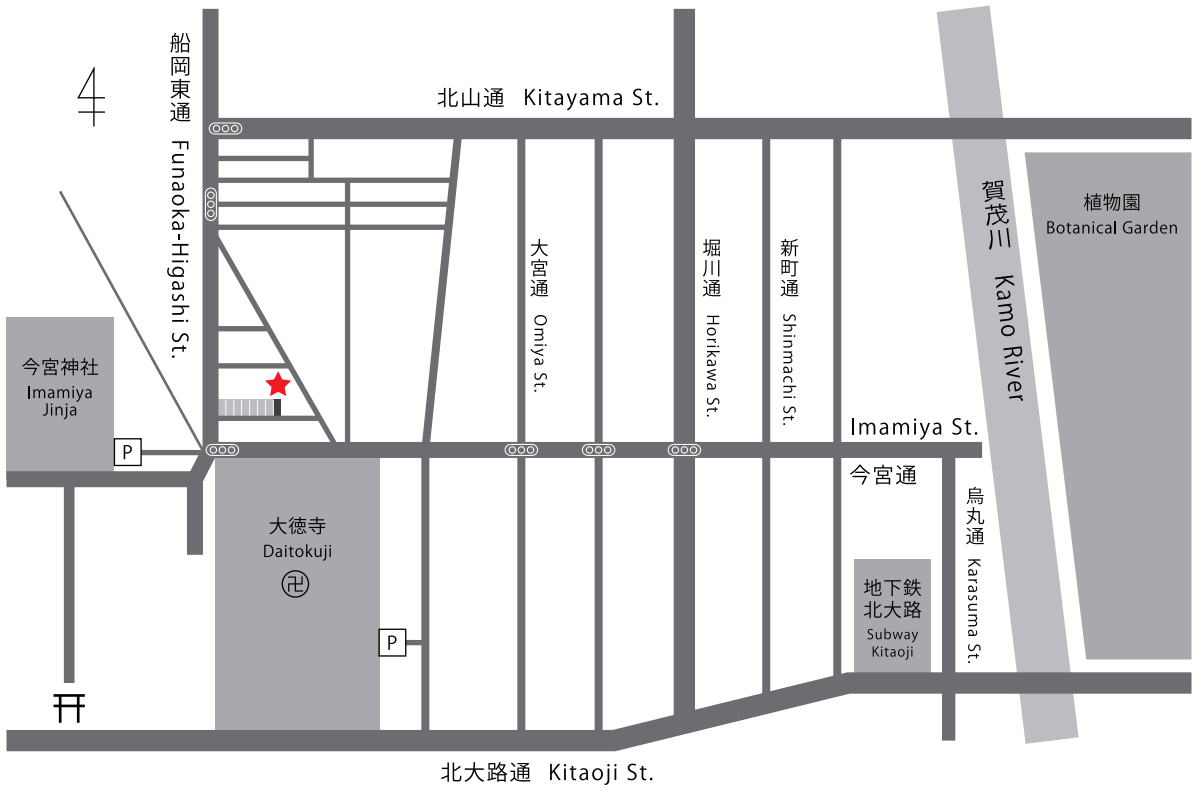 北山通 Kitayama St.
船岡東通 Funaoka-Higashi St.
大宮通 Omiya St.
堀川通 Horikawa St.
新町通 Shinmachi St.
賀茂川 Kamo River
植物園
Botanical Garden
今宮神社
Imamiya
Jinja
P
Imamiya St.
今宮通
大徳寺
Daitokuji
卍
P
烏丸通 Karasuma St.
地下鉄
北大路
Subway
Kitaoji
北大路通 Kitaoji St.